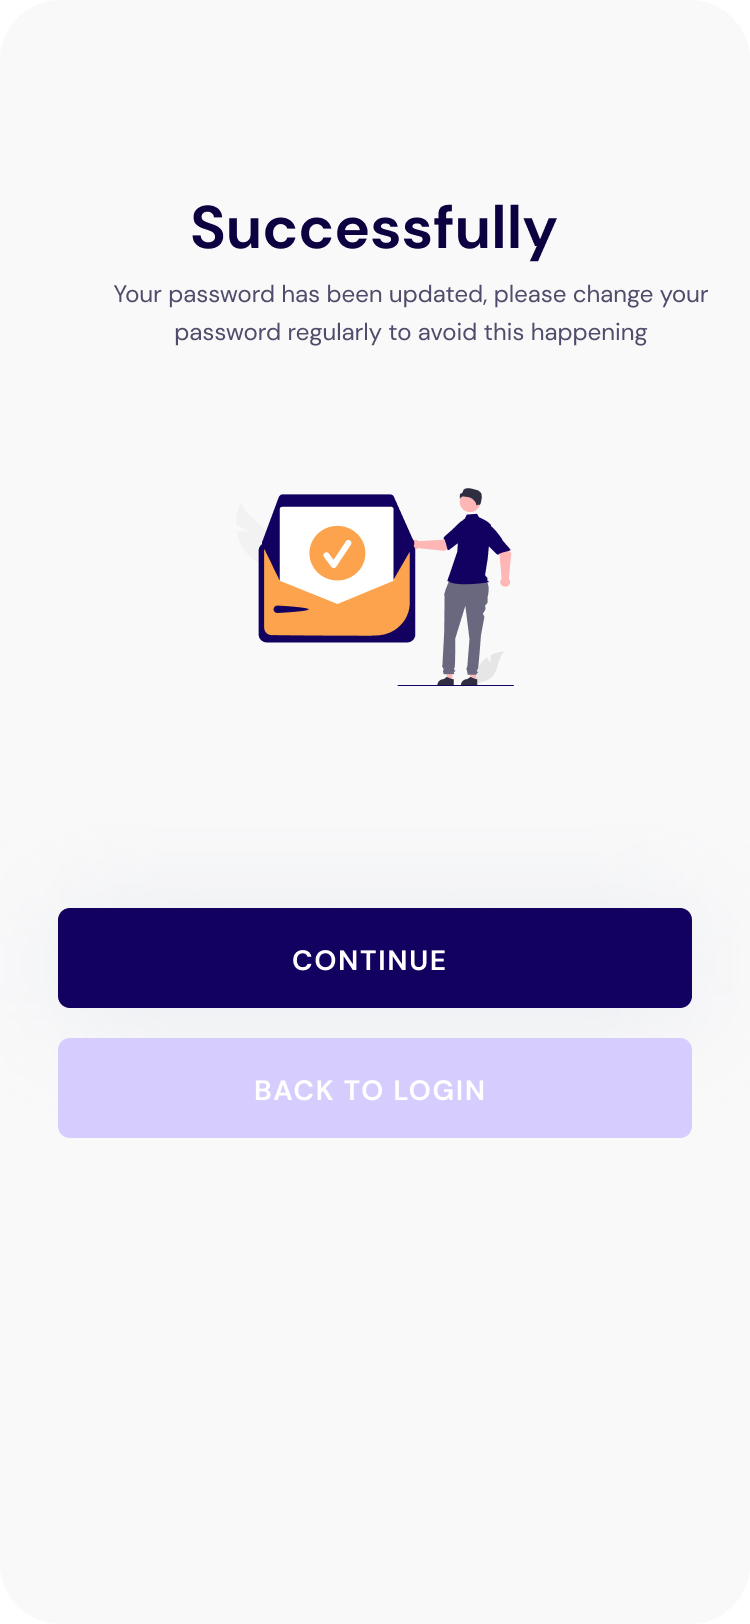 Successfully
Your password has been updated, please change your
password regularly to avoid this happening
CONTINUE
BACK TO LOGIN